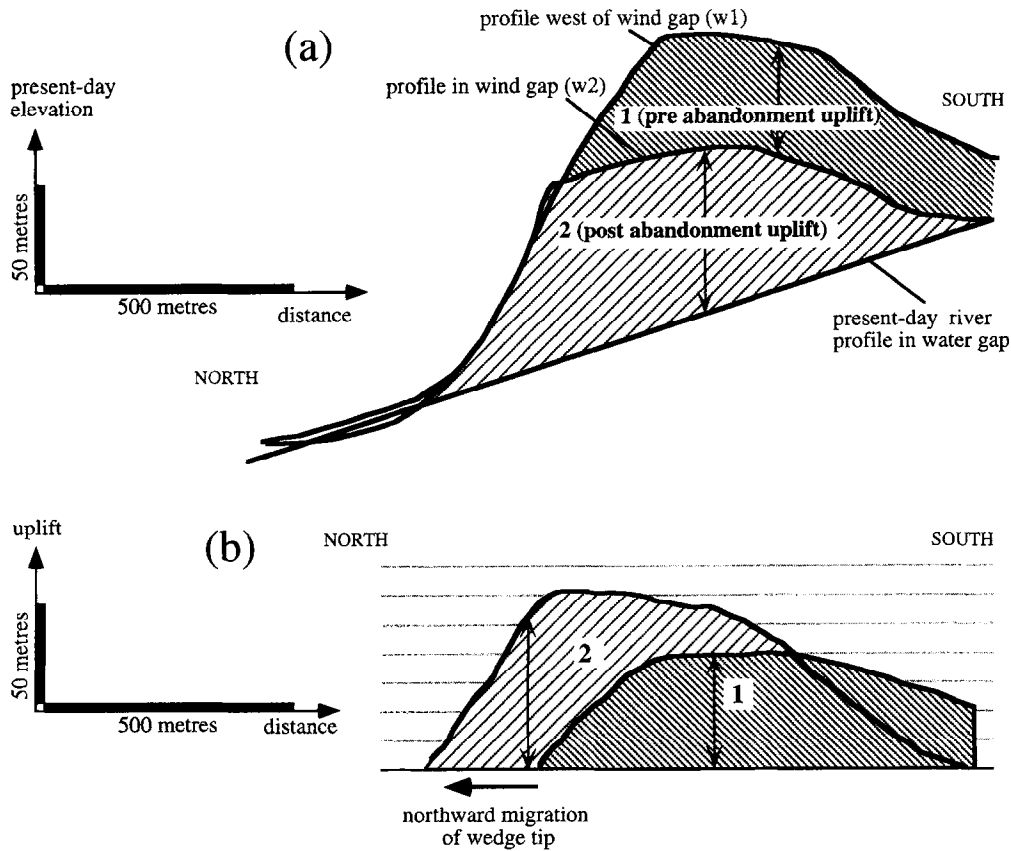 (a)
profile west of wind gap (w1)
present-day
elevation
profile in wind gap (w2)
SOUTH
1 (pre abandonment uplift)
50 metres
2 (post abandonment uplift)
500 metres
distance
present-day river
profile in water gap
NORTH
uplift
(b)
NORTH
SOUTH
50 metres
2
1
500 metres
distance
northward migration
of wedge tip